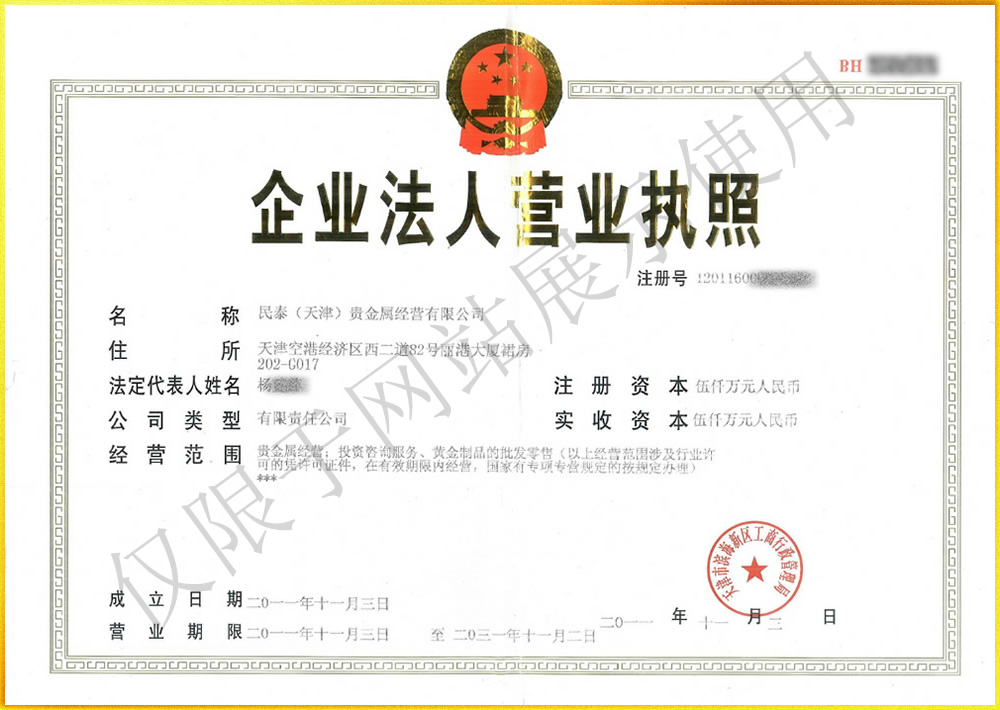 BH
企业法人营业执照
注册号 1201160
名 称 民泰（天津）贵金属经营有限公司
住 所 天津空港经济区西二道82号丽港大厦裙房
202-G017
法定代表人姓名 杨
注 册 资 本 伍仟万元人民币
公 司 类 型 有限责任公司
实 收 资 本 伍仟万元人民币
经 营 范 围 贵金属经营；投资咨询服务、黄金制品的批发零售（以上经营范围涉及行业许
可的凭许可证件，在有效期限内经营，国家有专项专营规定的按规定办理）
***
天津市滨海新区工商行政管理局
成 立 日 期 二〇一一年十一月三日
营 业 期 限 二〇一一年十一月三日 至 二〇三一年十一月二日
二〇一一 年 十一 月 三 日
仅限于网站展示使用